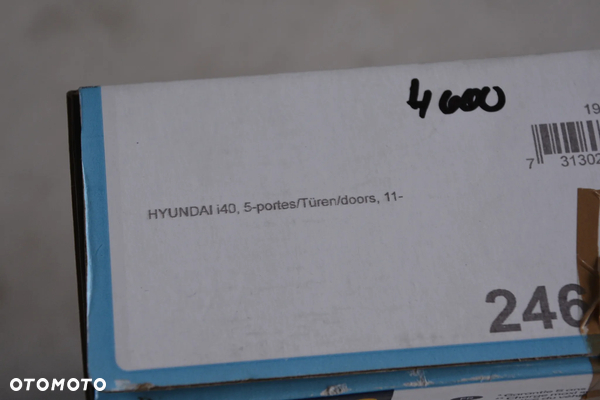 4600
19
7 31302
HYUNDAI i40, 5-portes/Türen/doors, 11-
246
OTOMOTO